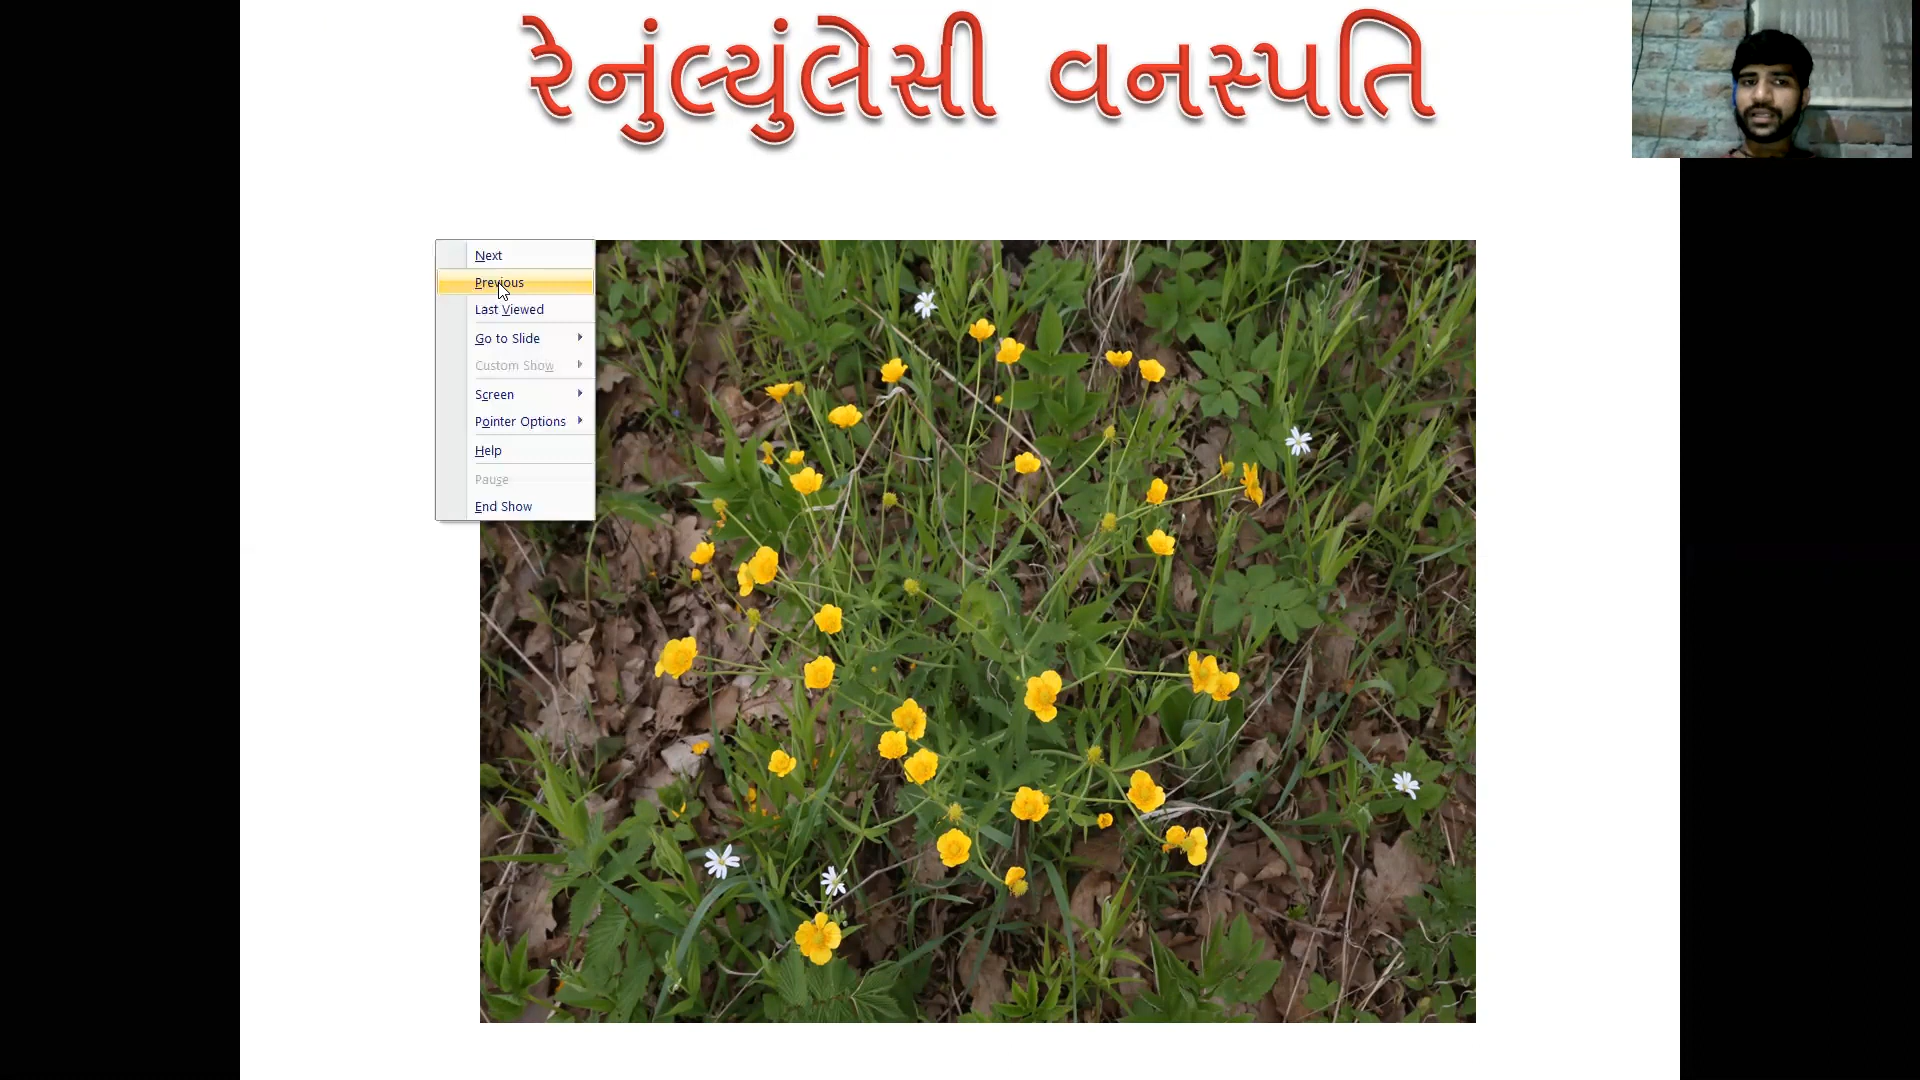 રેનુંલ્યુંલેસી વનસ્પતિ
Next
Previous
Last Viewed
Go to Slide
Custom Show
Screen
Pointer Options
Help
Pause
End Show